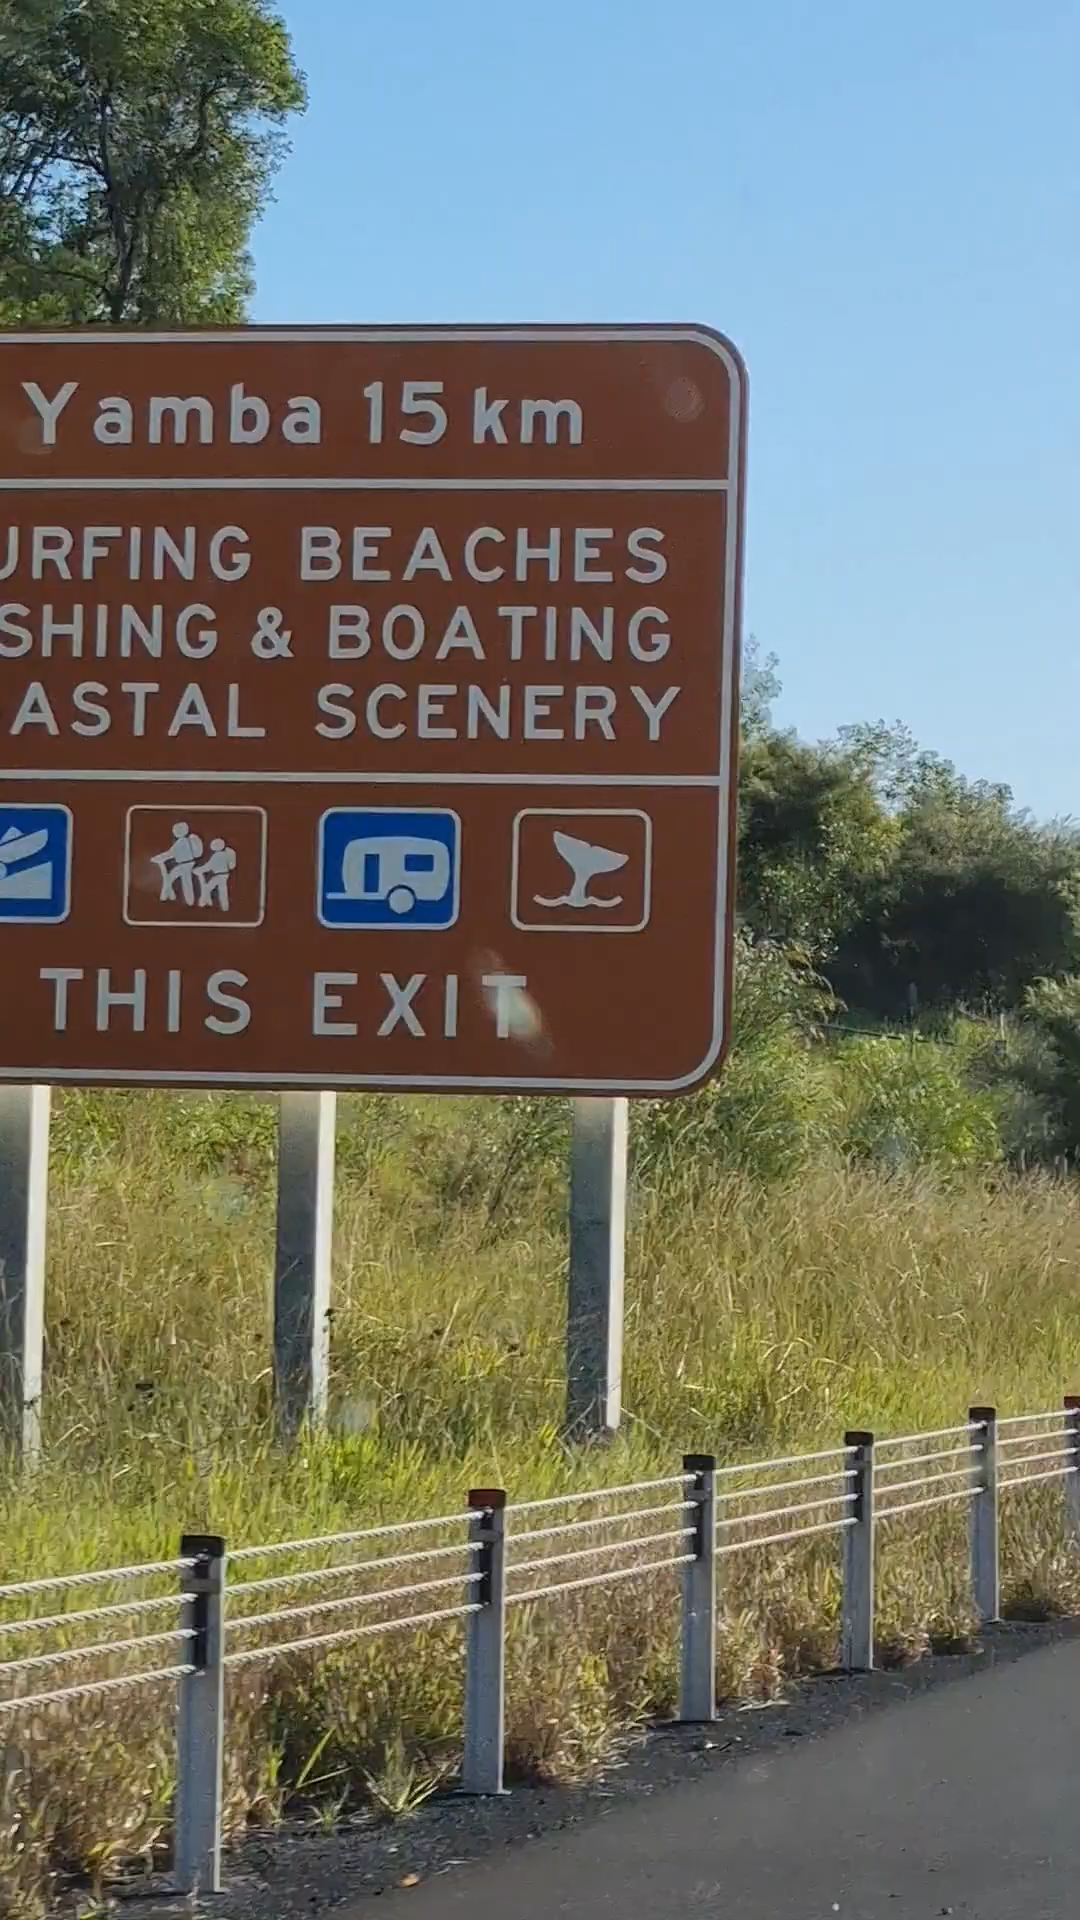 Yamba 15 km
URFING BEACHES
SHING & BOATING
ASTAL SCENERY
THIS EXIT